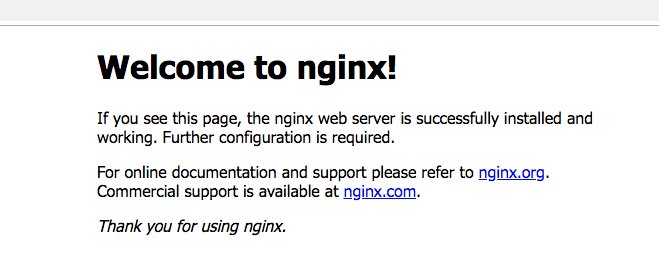 Welcome to nginx!
If you see this page, the nginx web server is successfully installed and
working. Further configuration is required.
For online documentation and support please refer to nginx.org.
Commercial support is available at nginx.com.
Thank you for using nginx.